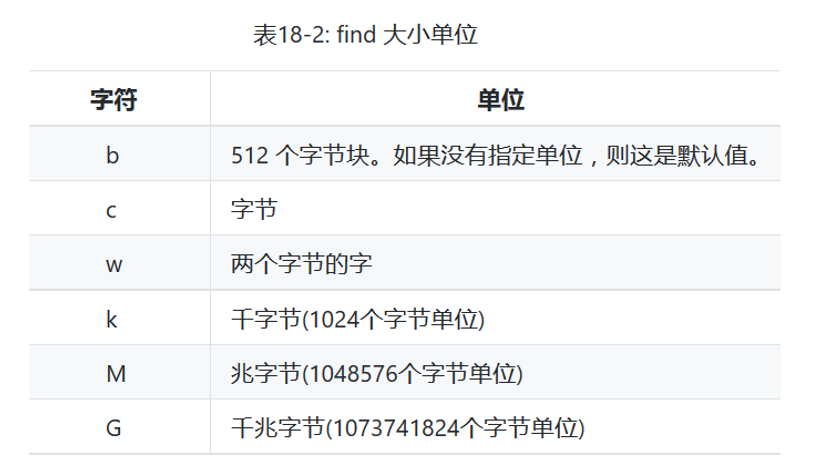 表18-2: find 大小单位
字符 单位
b 512 个字节块。如果没有指定单位，则这是默认值。
c 字节
w 两个字节的字
k 千字节(1024个字节单位)
M 兆字节(1048576个字节单位)
G 千兆字节(1073741824个字节单位)